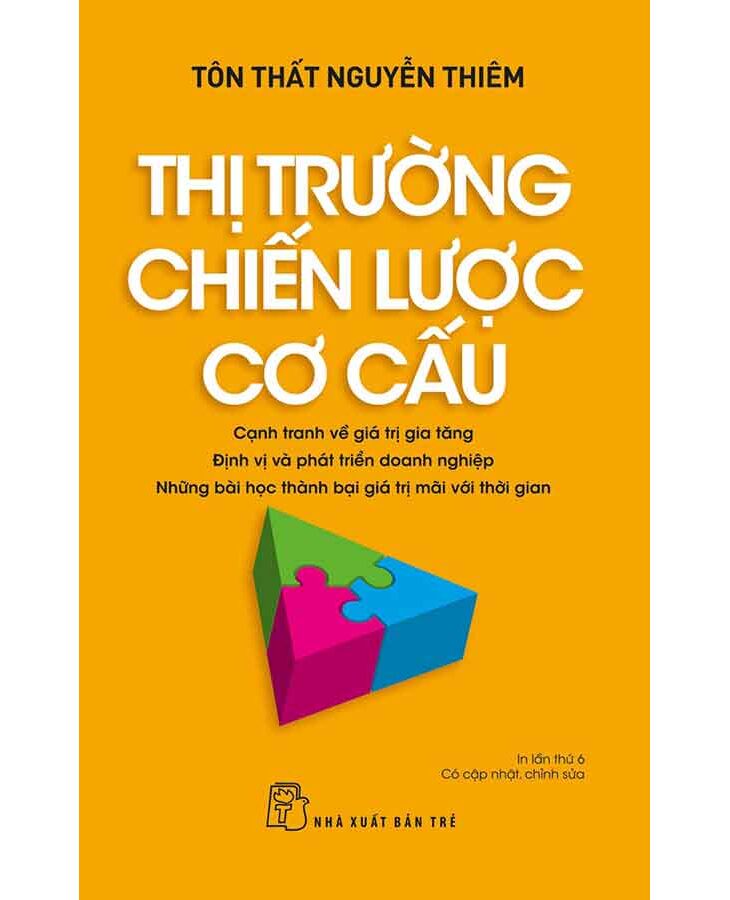 TÔN THẤT NGUYỄN THIÊM
THỊ TRƯỜNG
CHIẾN LƯỢC
CƠ CẤU
Cạnh tranh về giá trị gia tăng
Định vị và phát triển doanh nghiệp
Những bài học thành bại giá trị mãi với thời gian
In lần thứ 6
Có cập nhật, chỉnh sửa
T
NHÀ XUẤT BẢN TRẺ